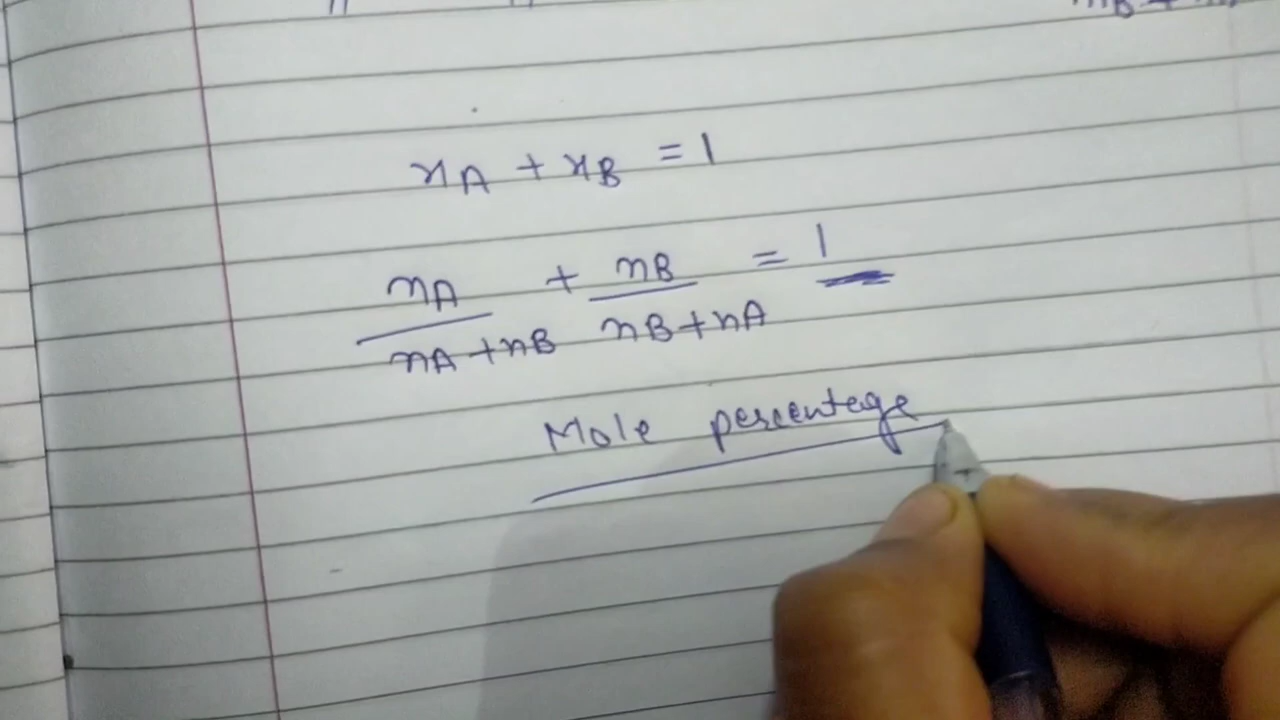 xA + xB = 1
nA + nB = 1
nA+nB nB+nA
Mole percentage